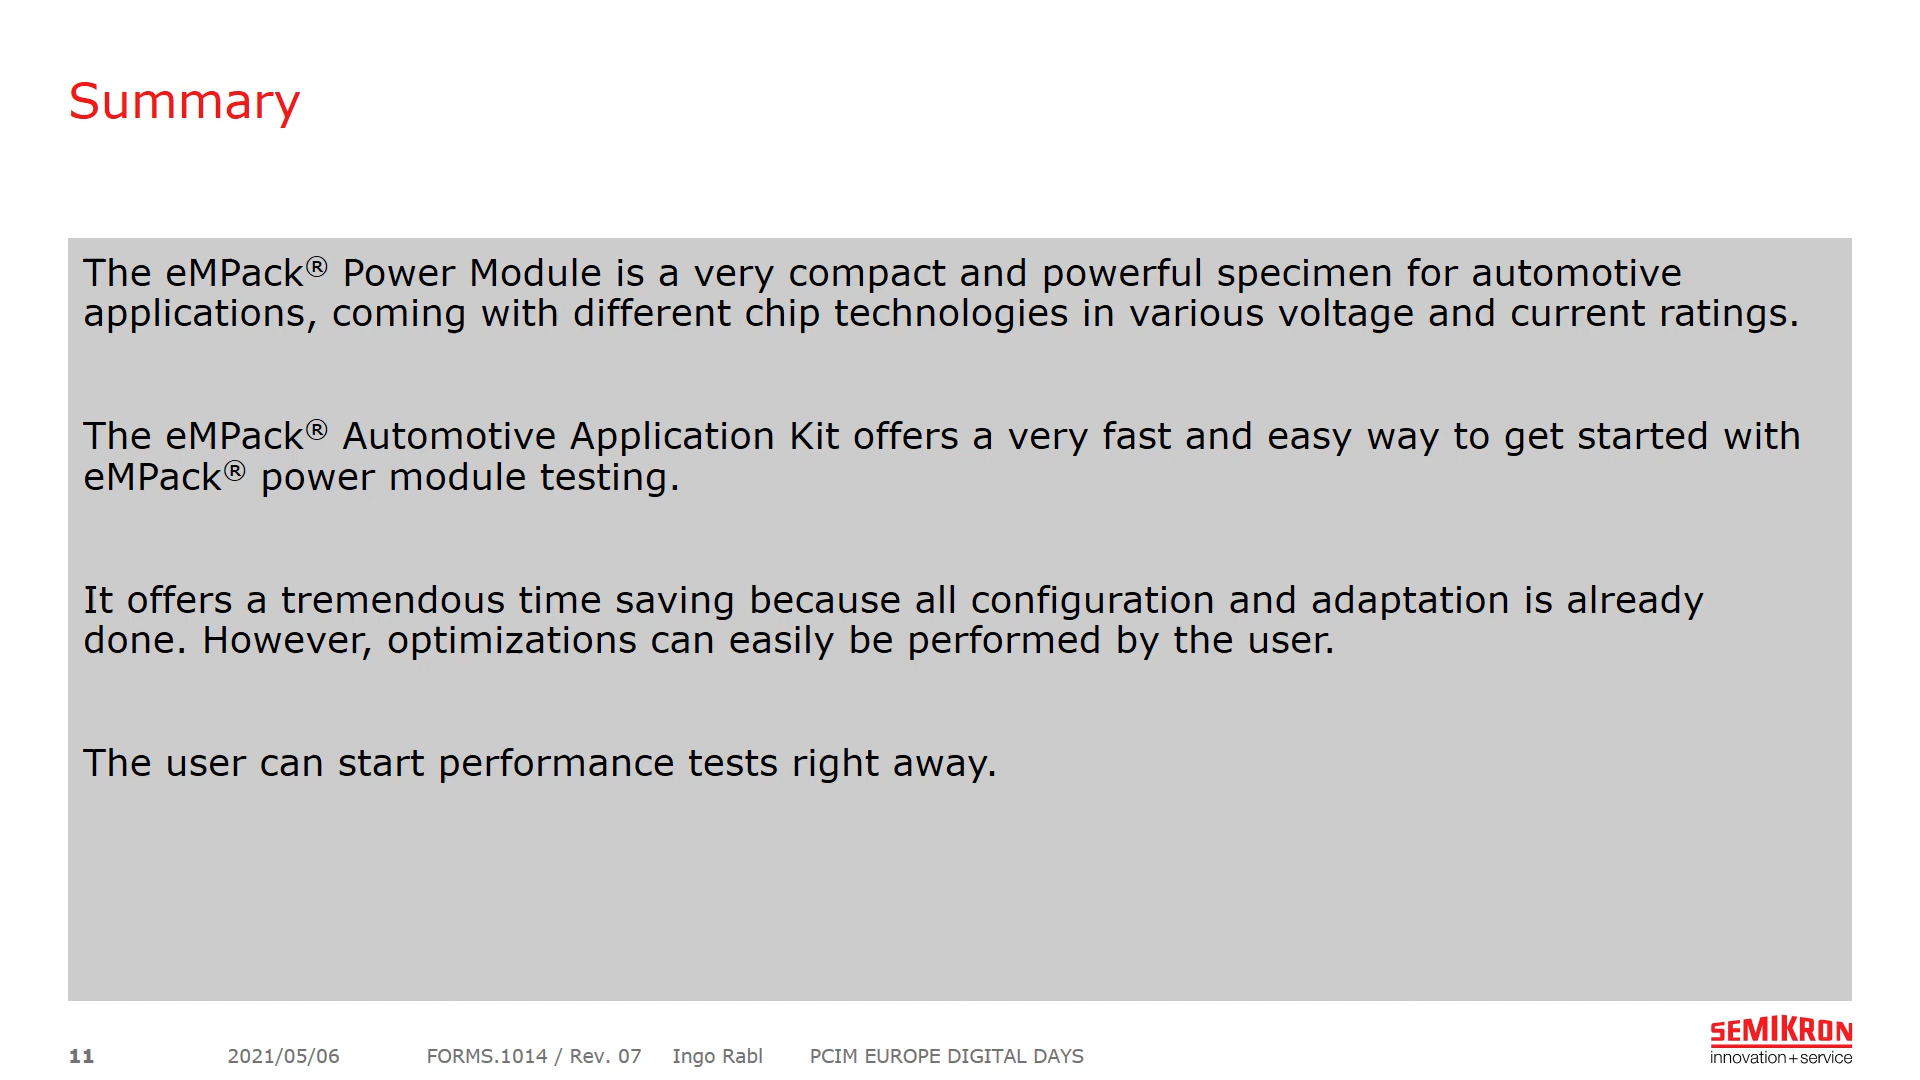 Summary
The eMPack® Power Module is a very compact and powerful specimen for automotive
applications, coming with different chip technologies in various voltage and current ratings.
The eMPack® Automotive Application Kit offers a very fast and easy way to get started with
eMPack® power module testing.
It offers a tremendous time saving because all configuration and adaptation is already
done. However, optimizations can easily be performed by the user.
The user can start performance tests right away.
11 2021/05/06 FORMS.1014 / Rev. 07 Ingo Rabl PCIM EUROPE DIGITAL DAYS
SEMIKRON
innovation+service